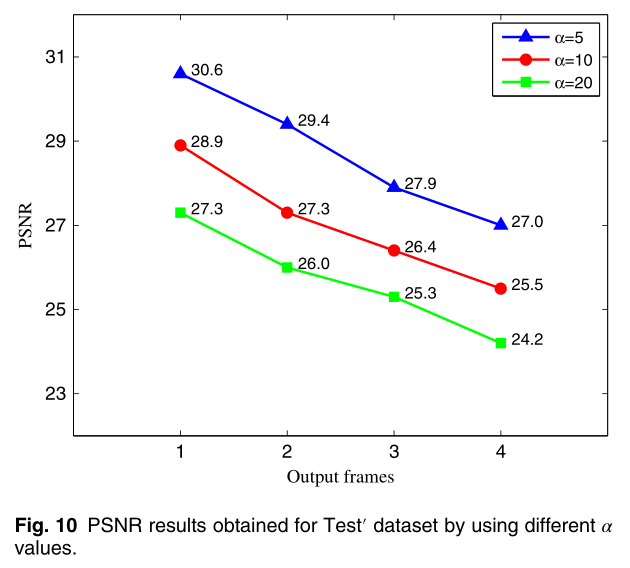 31
29
27
25
23
PSNR
α=5
α=10
α=20
30.6
29.4
27.9
27.0
28.9
27.3
26.4
25.5
27.3
26.0
25.3
24.2
1 2 3 4
Output frames
Fig. 10 PSNR results obtained for Test′ dataset by using different α
values.